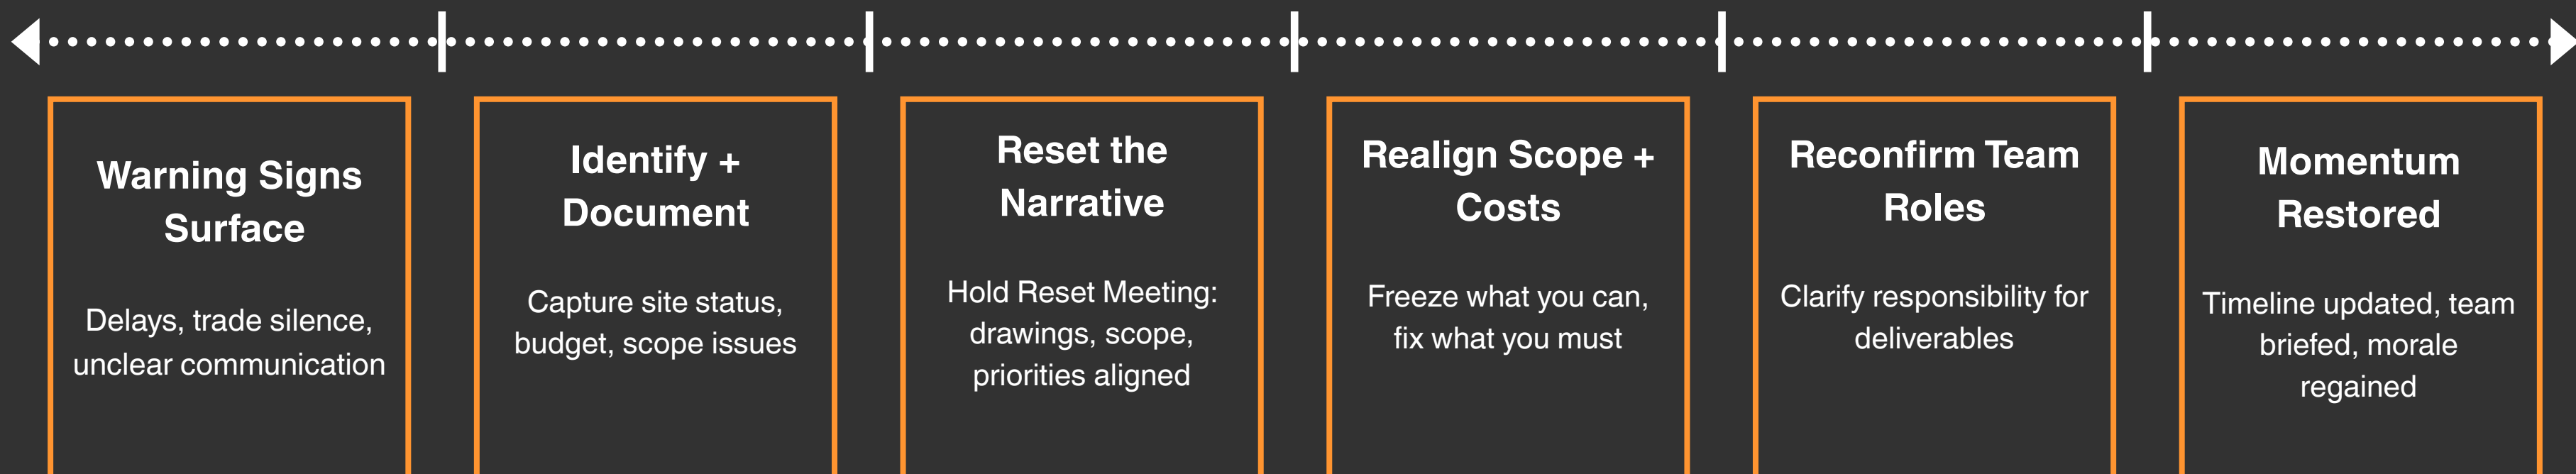 Warning Signs
Surface
Delays, trade silence,
unclear communication
Identify +
Document
Capture site status,
budget, scope issues
Reset the
Narrative
Hold Reset Meeting:
drawings, scope,
priorities aligned
Realign Scope +
Costs
Freeze what you can,
fix what you must
Reconfirm Team
Roles
Clarify responsibility for
deliverables
Momentum
Restored
Timeline updated, team
briefed, morale
regained